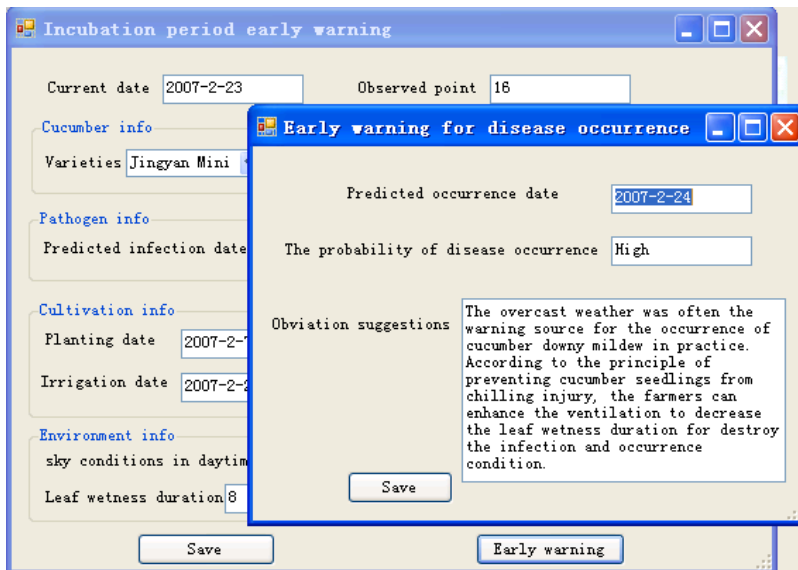 Incubation period early warning
Current date 2007-2-23 Observed point 16
Cucumber info
Varieties Jingyan Mini
Pathogen info
Predicted infection date
Cultivation info
Planting date 2007-2-
Irrigation date 2007-2-2
Environment info
sky conditions in daytim
Leaf wetness duration 8
Save Early warning
Early warning for disease occurrence
Predicted occurrence date 2007-2-24
The probability of disease occurrence High
Obviation suggestions
The overcast weather was often the
warning source for the occurrence of
cucumber downy mildew in practice.
According to the principle of
preventing cucumber seedlings from
chilling injury, the farmers can
enhance the ventilation to decrease
the leaf wetness duration for destroy
the infection and occurrence
condition.
Save